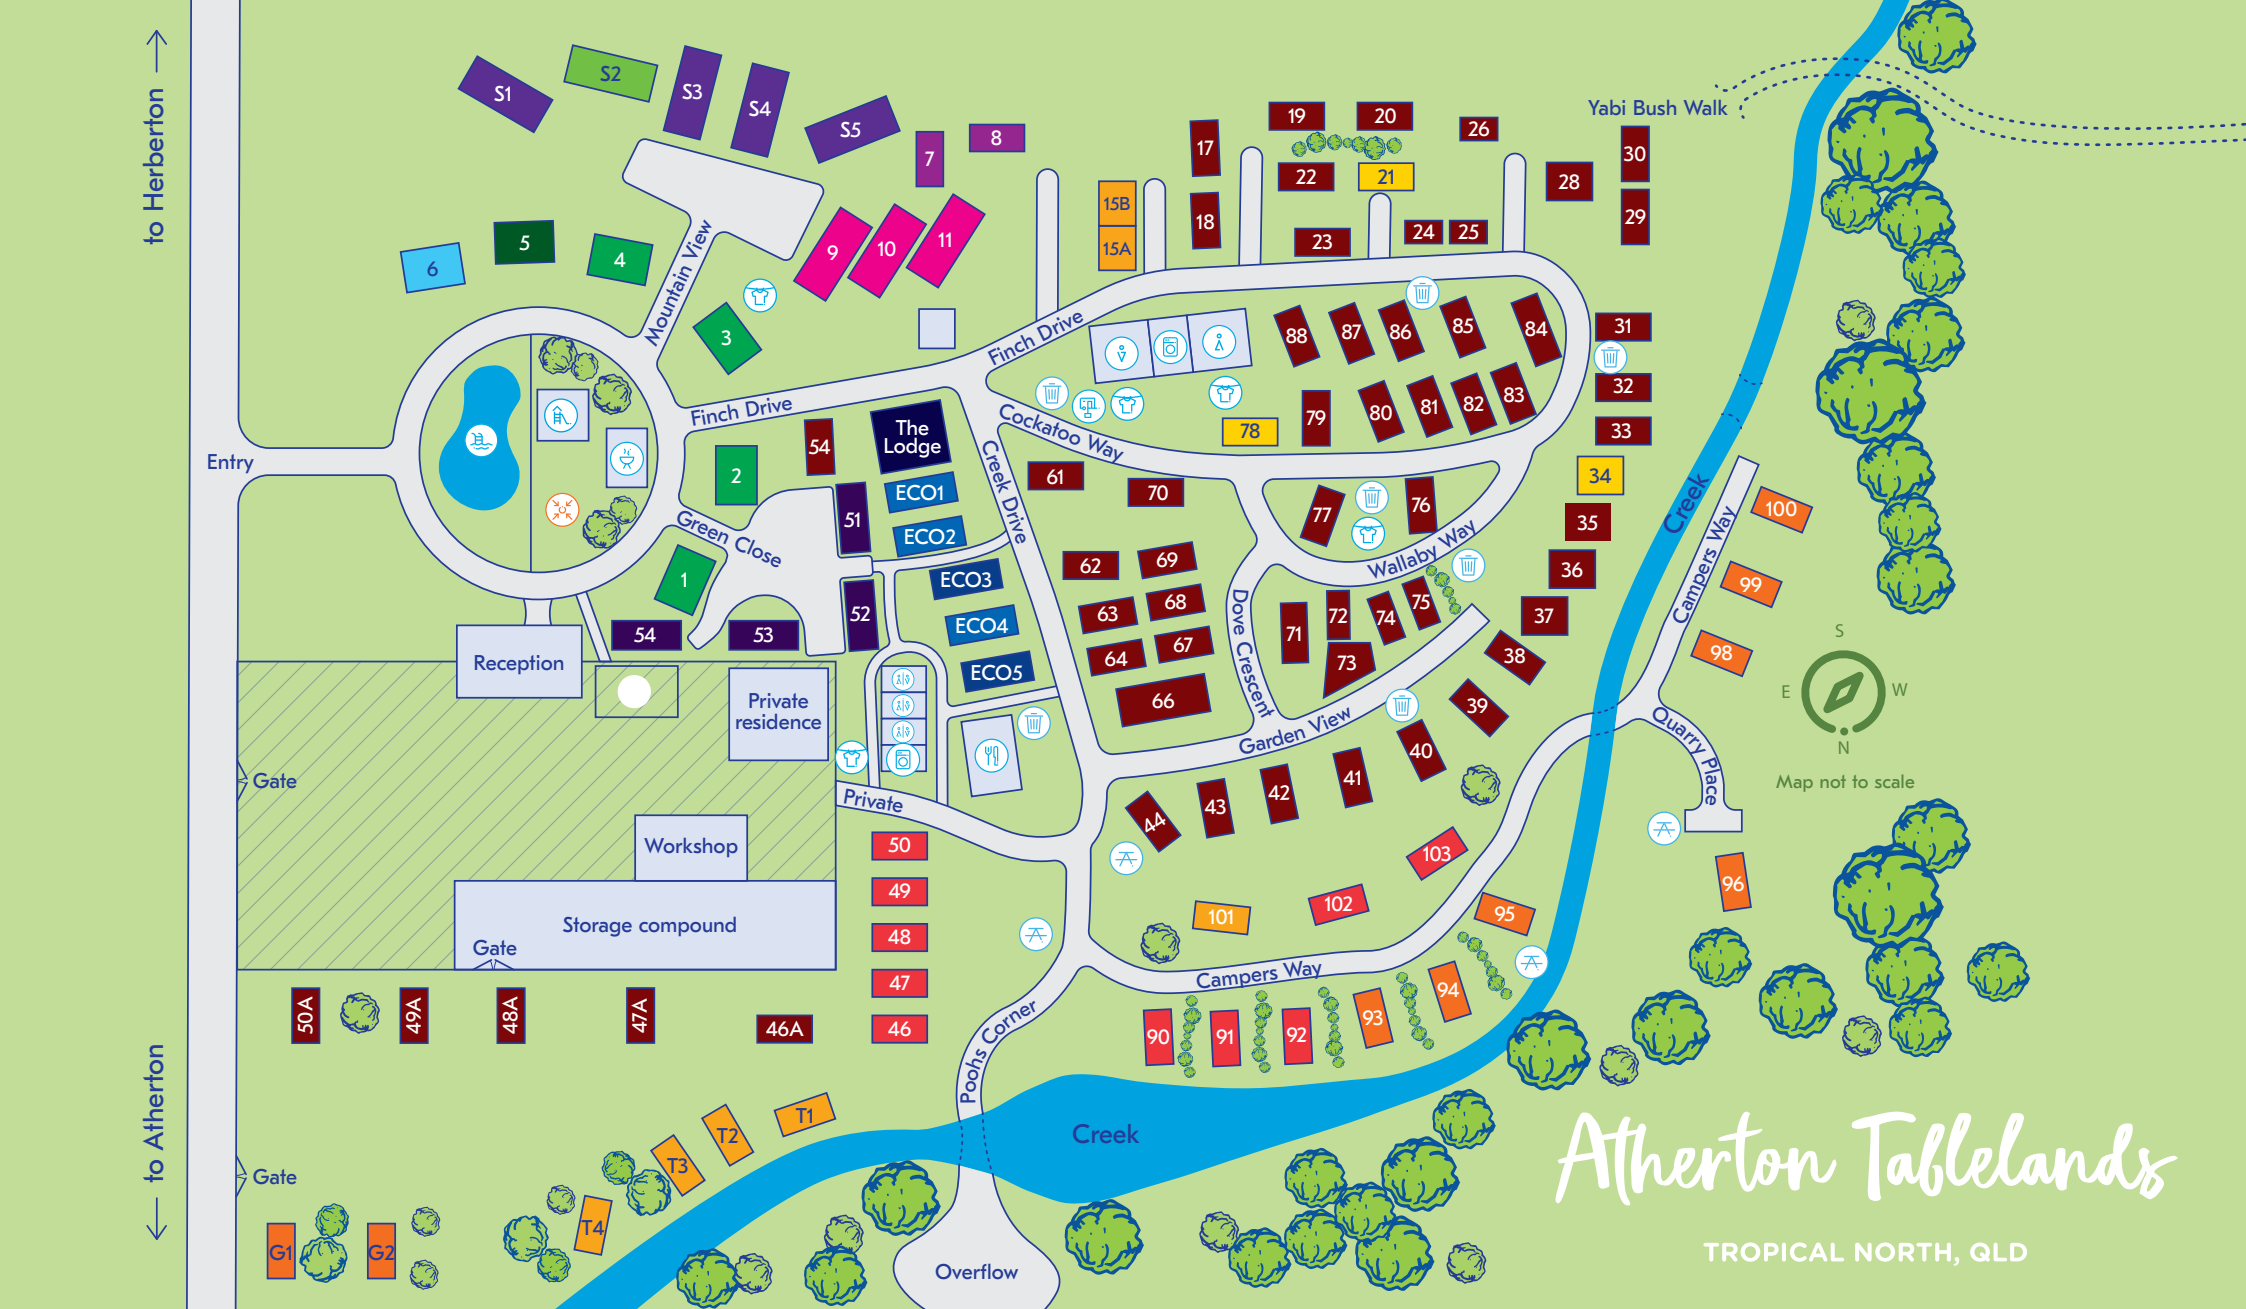 to Herberton
S1
S2
S3
S4
S5
7
8
17
19
20
26
Yabi Bush Walk
30
28
22
21
15B
15A
18
23
24
25
29
6
5
4
Mountain View
9
10
11
3
Finch Drive
88
87
86
85
84
31
32
33
34
35
36
37
38
Entry
Finch Drive
54
The
Lodge
Cockatoo Way
78
79
80
81
82
83
2
51
ECO1
ECO2
Creek Drive
61
70
77
76
Wallaby Way
Creek
Campers Way
100
99
98
Green Close
1
52
54
53
ECO3
ECO4
ECO5
62
69
63
68
64
67
66
Dove Crescent
71
72
74
75
73
S
E
W
N
Map not to scale
Reception
Private
residence
Garden View
39
40
41
42
43
44
Quarry Place
Gate
Private
Workshop
Storage compound
Gate
50
49
48
47
46
103
102
101
95
96
Campers Way
94
93
92
91
90
50A
49A
48A
47A
46A
Poohs Corner
to Atherton
T1
T2
T3
T4
Creek
Gate
G1
G2
Overflow
Atherton Tablelands
TROPICAL NORTH, QLD